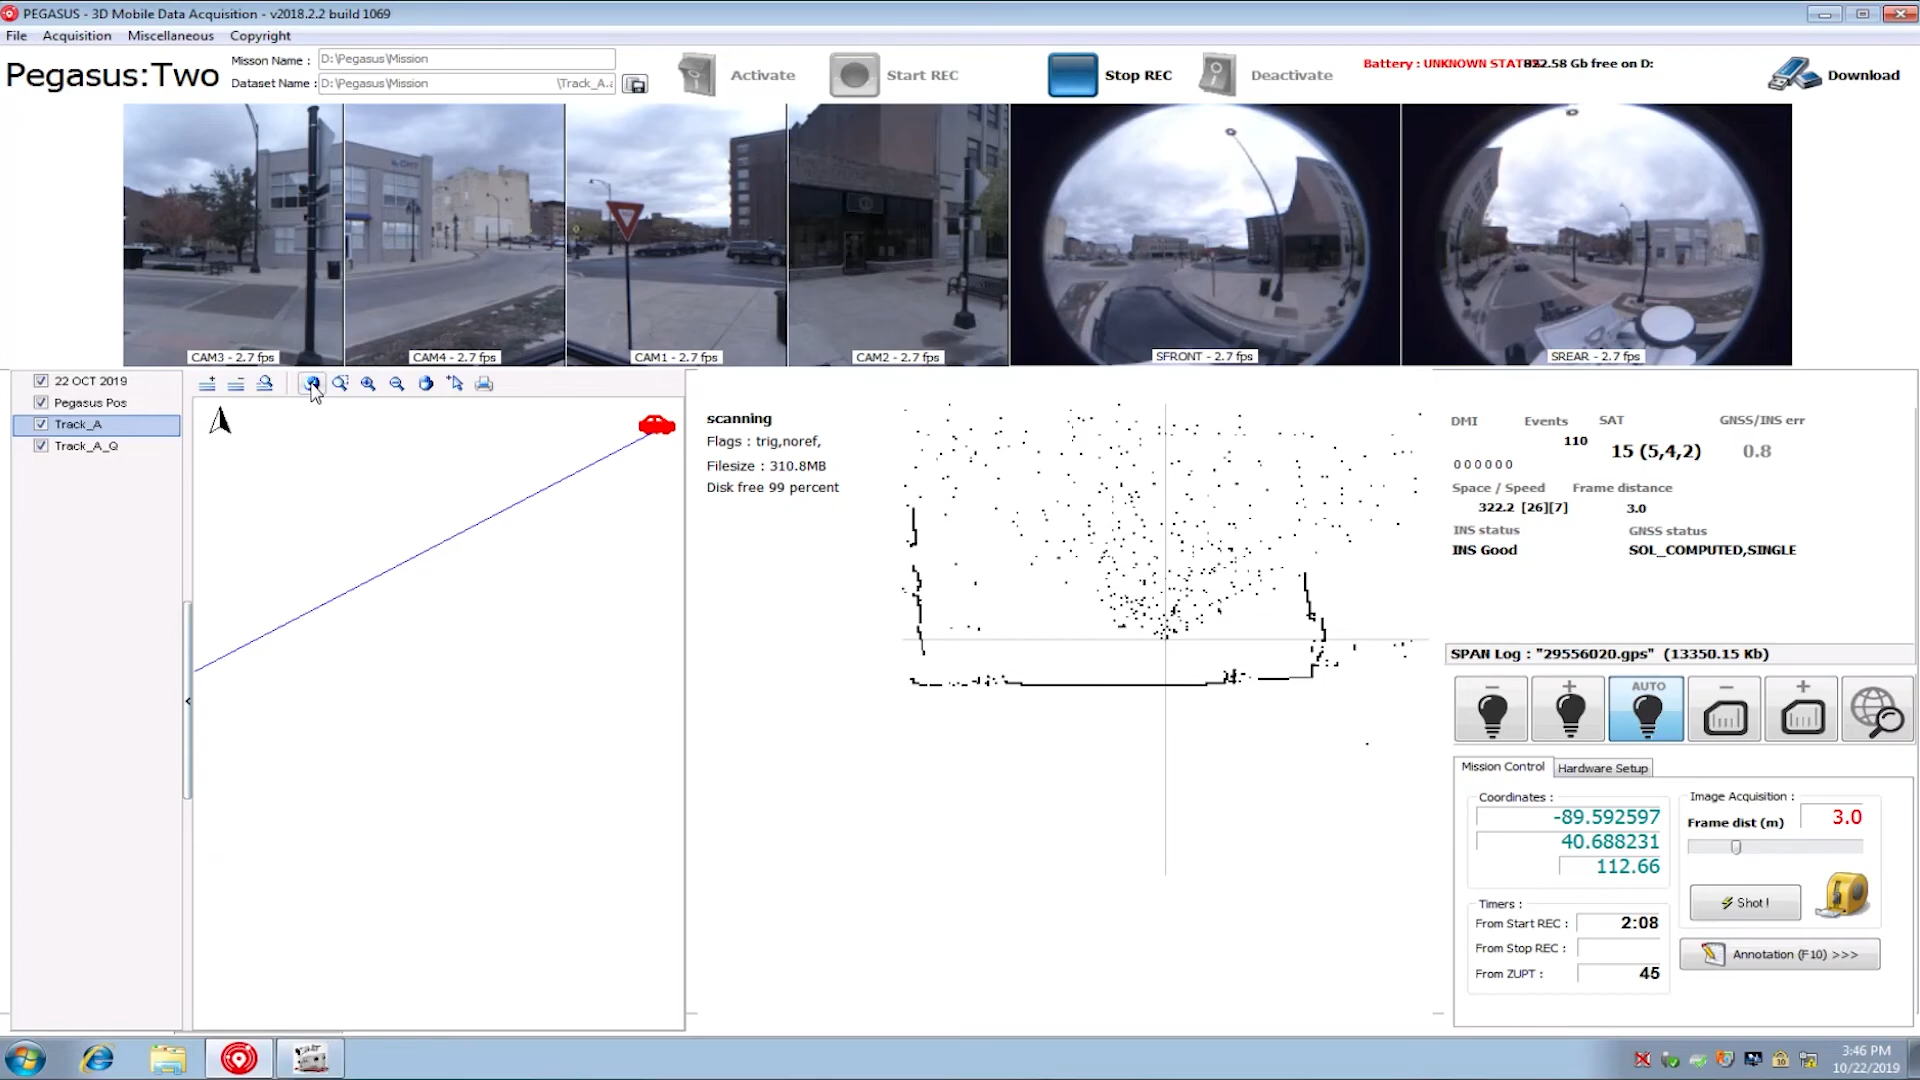 PEGASUS - 3D Mobile Data Acquisition - v2018.2.2 build 1069
File Acquisition Miscellaneous Copyright
Pegasus:Two
Misson Name : D:\Pegasus\Mission
Dataset Name : D:\Pegasus\Mission \Track_A.
Activate
Start REC
Stop REC
Deactivate
Battery : UNKNOWN STAT
822.58 Gb free on D:
Download
CAM3 - 2.7 fps
CAM4 - 2.7 fps
CAM1 - 2.7 fps
CAM2 - 2.7 fps
SFRONT - 2.7 fps
SREAR - 2.7 fps
22 OCT 2019
Pegasus Pos
Track_A
Track_A_Q
scanning
Flags : trig,noref,
Filesize : 310.8MB
Disk free 99 percent
DMI Events SAT GNSS/INS err
110
15 (5,4,2) 0.8
0 0 0 0 0 0
Space / Speed Frame distance
322.2 [26][7] 3.0
INS status GNSS status
INS Good SOL_COMPUTED,SINGLE
SPAN Log : "29556020.gps" (13350.15 Kb)
AUTO
Mission Control Hardware Setup
Coordinates :
-89.592597
40.688231
112.66
Image Acquisition :
Frame dist (m) 3.0
Shot !
Timers :
From Start REC : 2:08
From Stop REC :
From ZUPT : 45
Annotation (F10) >>>
3:46 PM
10/22/2019